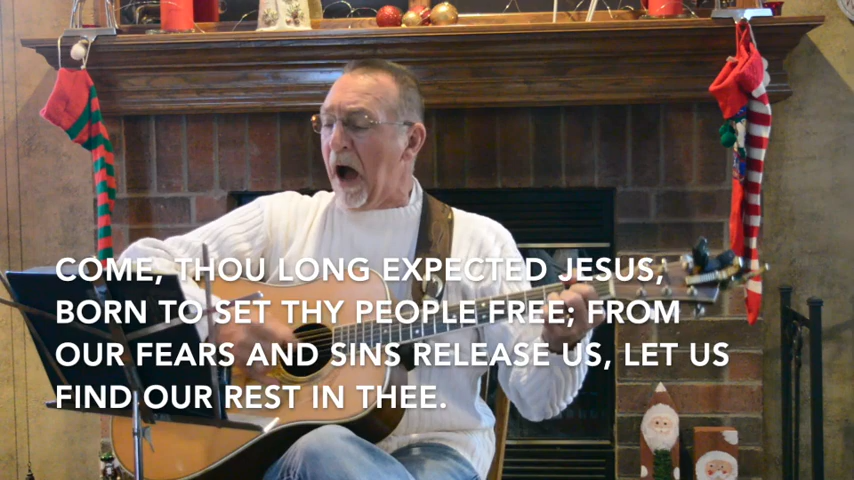 COME, THOU LONG EXPECTED JESUS,
BORN TO SET THY PEOPLE FREE; FROM
OUR FEARS AND SINS RELEASE US, LET US
FIND OUR REST IN THEE.